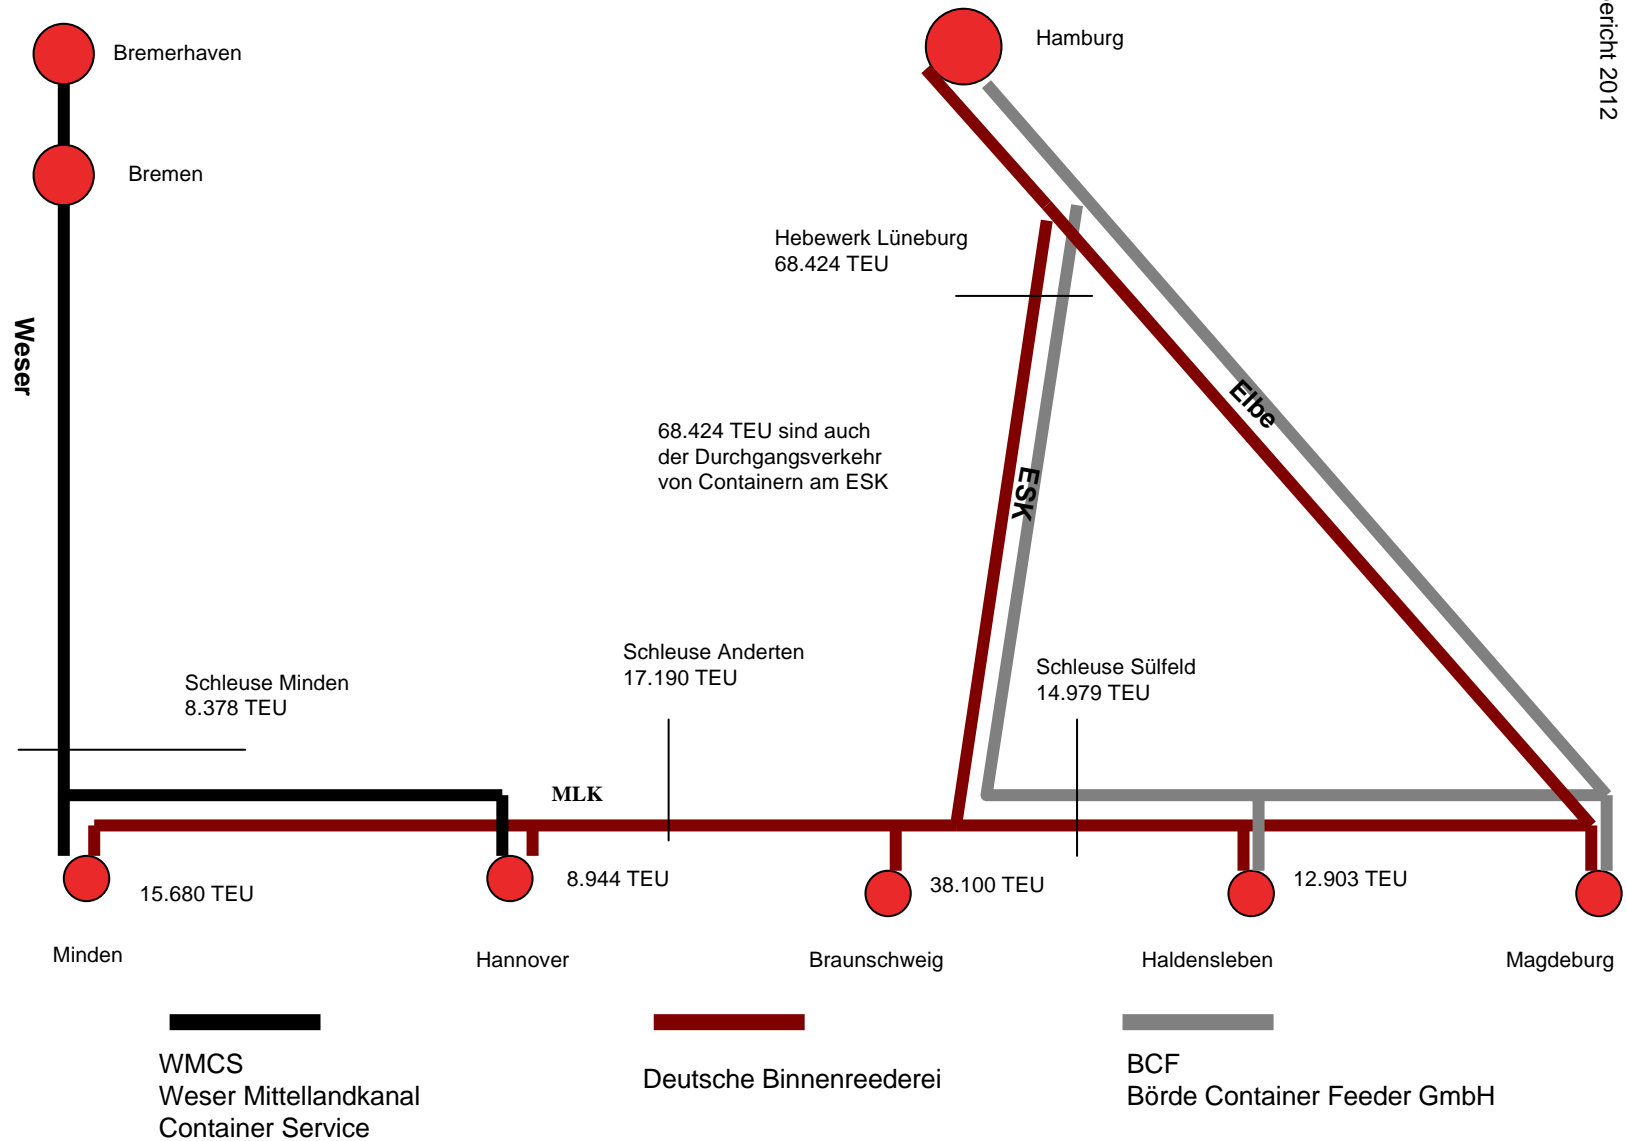 Bremerhaven
Hamburg
ericht 2012
Bremen
Hebewerk Lüneburg
68.424 TEU
Weser
Elbe
68.424 TEU sind auch
der Durchgangsverkehr
von Containern am ESK
ESK
Schleuse Minden
8.378 TEU
Schleuse Anderten
17.190 TEU
Schleuse Sülfeld
14.979 TEU
MLK
15.680 TEU
8.944 TEU
38.100 TEU
12.903 TEU
Minden
Hannover
Braunschweig
Haldensleben
Magdeburg
WMCS
Weser Mittellandkanal
Container Service
Deutsche Binnenreederei
BCF
Börde Container Feeder GmbH